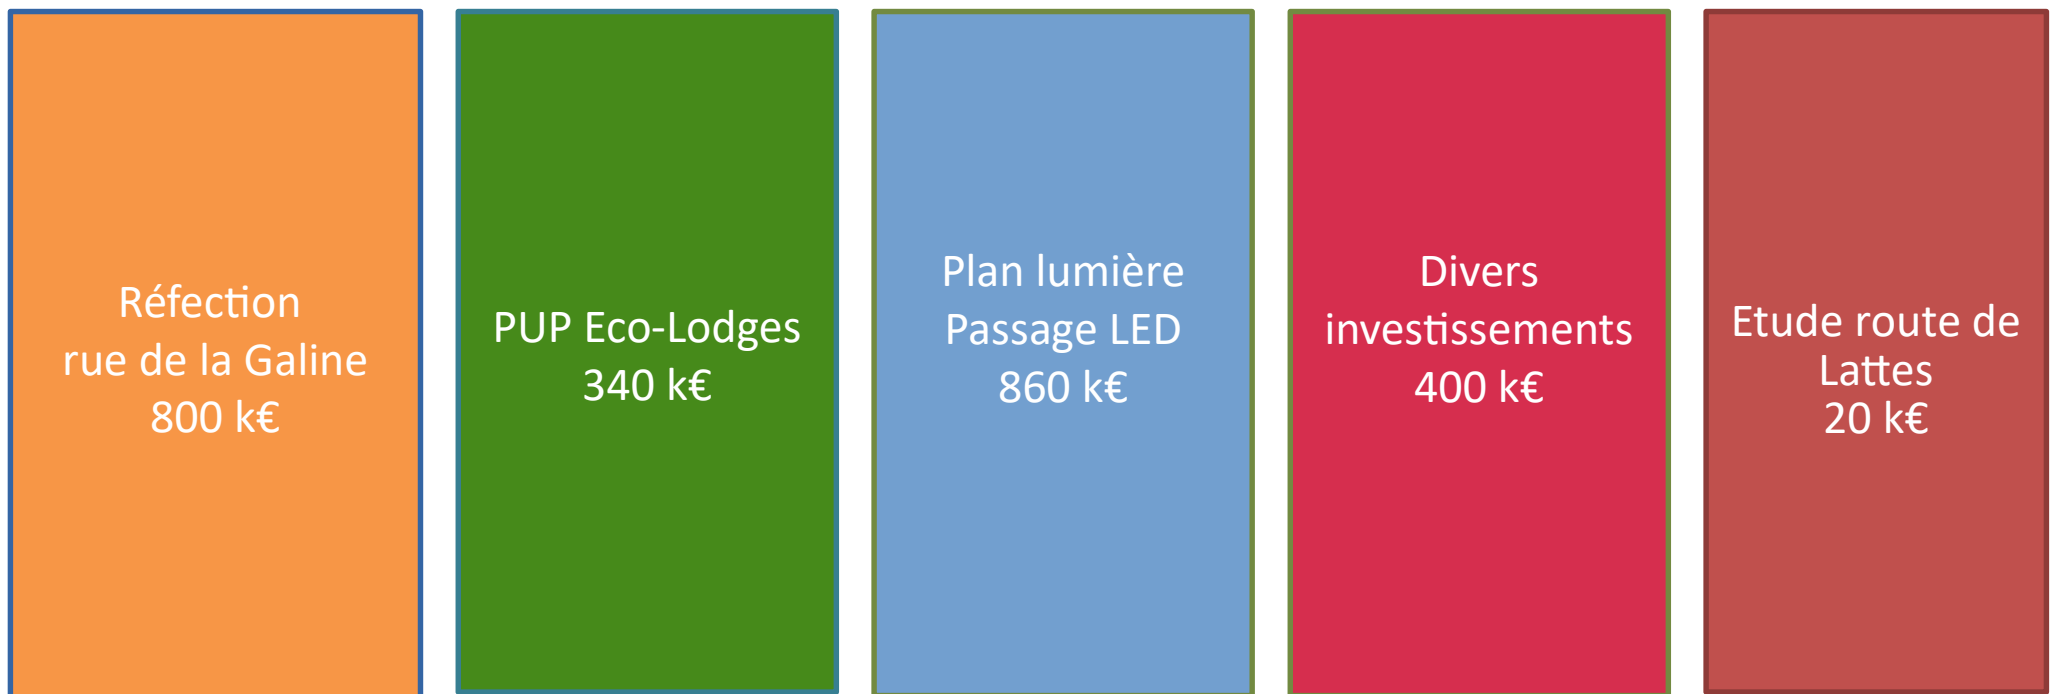 Réfection
rue de la Galine
800 k€
PUP Eco-Lodges
340 k€
Plan lumière
Passage LED
860 k€
Divers
investissements
400 k€
Etude route de
Lattes
20 k€